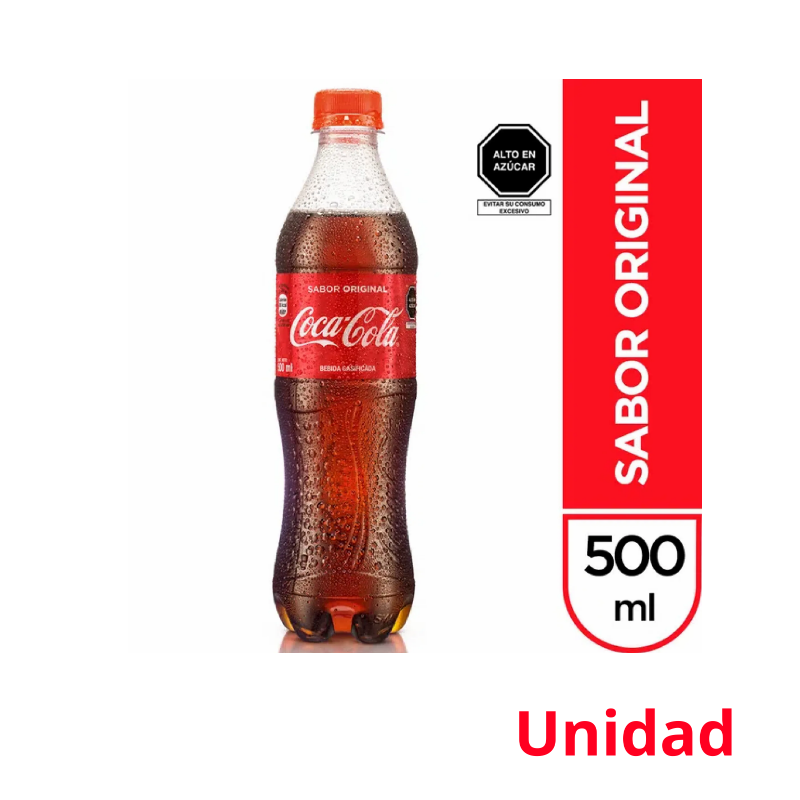 ALTO EN
AZÚCAR
EVITAR SU CONSUMO
EXCESIVO
SABOR ORIGINAL
Coca-Cola
500 ml
BEBIDA GASIFICADA
SABOR ORIGINAL
500
ml
Unidad